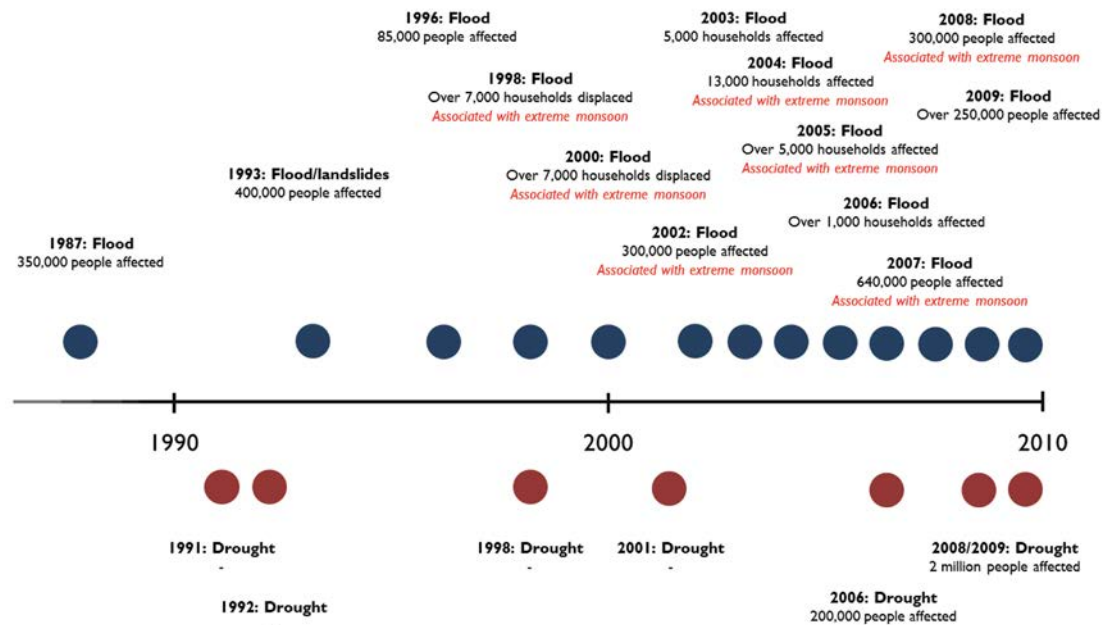 1996: Flood
85,000 people affected
2003: Flood
5,000 households affected
2008: Flood
300,000 people affected
Associated with extreme monsoon
1998: Flood
Over 7,000 households displaced
Associated with extreme monsoon
2004: Flood
13,000 households affected
Associated with extreme monsoon
2009: Flood
Over 250,000 people affected
1993: Flood/landslides
400,000 people affected
2000: Flood
Over 7,000 households displaced
Associated with extreme monsoon
2005: Flood
Over 5,000 households affected
Associated with extreme monsoon
2006: Flood
Over 1,000 households affected
1987: Flood
350,000 people affected
2002: Flood
300,000 people affected
Associated with extreme monsoon
2007: Flood
640,000 people affected
Associated with extreme monsoon
1990
2000
2010
1991: Drought
-
1998: Drought
-
2001: Drought
-
2008/2009: Drought
2 million people affected
1992: Drought
2006: Drought
200,000 people affected